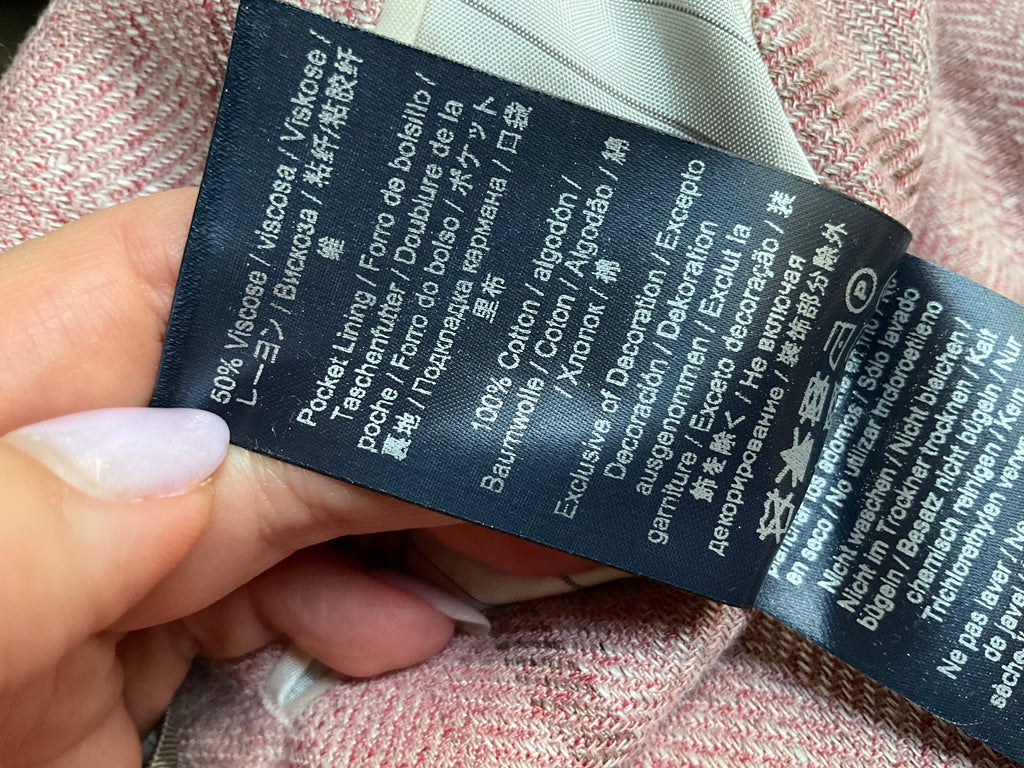 50% Viscose / viscosa / Viskose /
レーヨン / Вискоза / 粘纤/粘胶纤
維
Pocket Lining / Forro de bolsillo /
Taschenfutter / Doublure de la
poche / Forro do bolso / ポケット
裏地 / Подкладка кармана / 口袋
里布
100% Cotton / algodón /
Baumwolle / Coton / Algodão / 綿
/ Хлопок / 棉
Exclusive of Decoration / Excepto
Decoración / Dekoration
ausgenommen / Exclut la
garniture / Exceto decoração / 装
飾を除く / Не включая
декорирование / 装饰部分除外
P
en seco / No utilizar tricloroetileno
Nicht waschen / Nicht bleichen /
Nicht im Trockner trocknen / Kalt
bügeln / Besatz nicht bügeln / Nur
chemisch reinigen / Kein
Trichlorethylen
Ne pas laver /
de